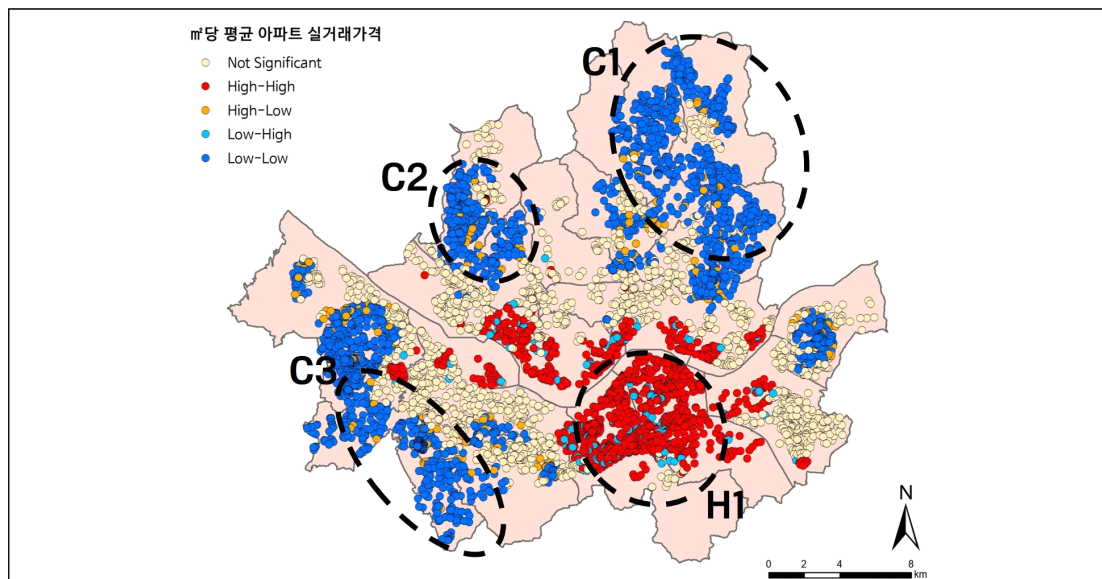 ㎡당 평균 아파트 실거래가격
Not Significant
High-High
High-Low
Low-High
Low-Low
C1
C2
C3
H1
N
0 2 4 8
km